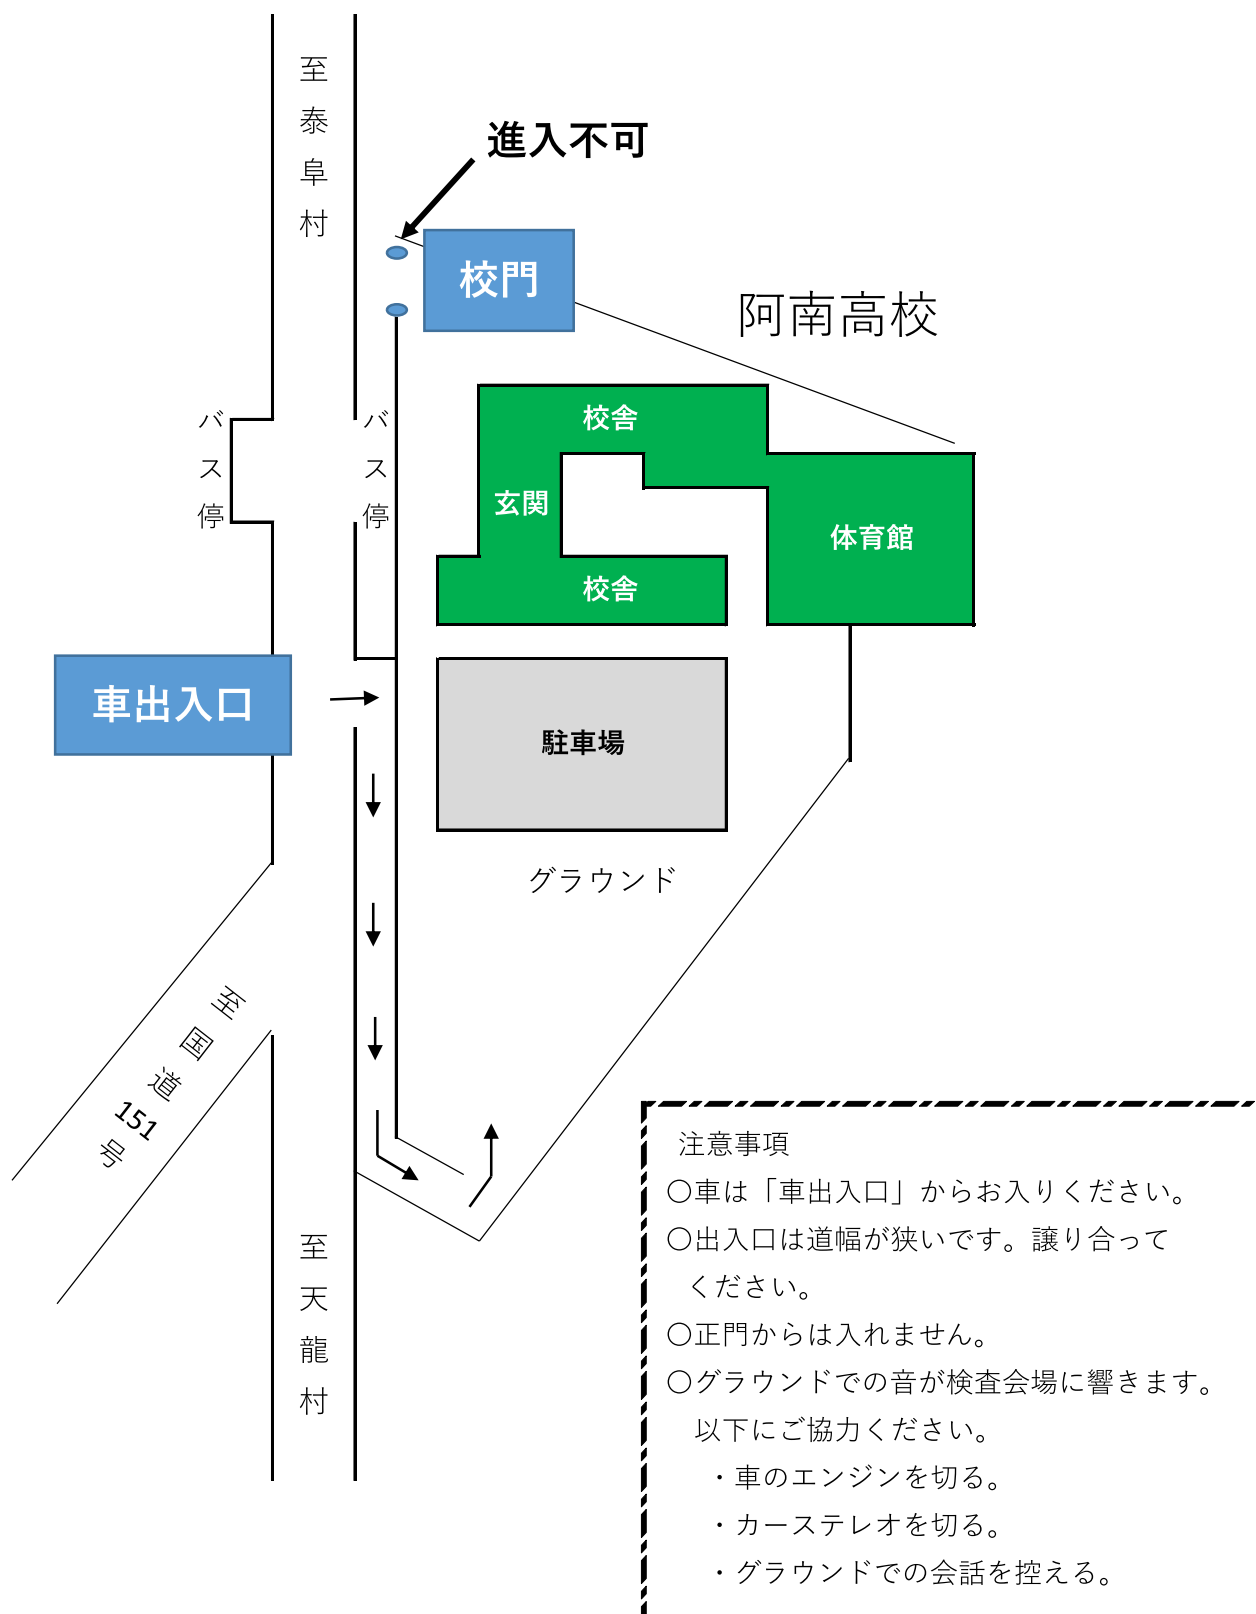 至泰阜村
進入不可
校門
阿南高校
バス停
バス停
校舎
玄関
体育館
校舎
車出入口
駐車場
グラウンド
至国道151号
至天龍村
注意事項
○車は「車出入口」からお入りください。
○出入口は道幅が狭いです。譲り合って
ください。
○正門からは入れません。
○グラウンドでの音が検査会場に響きます。
以下にご協力ください。
・車のエンジンを切る。
・カーステレオを切る。
・グラウンドでの会話を控える。